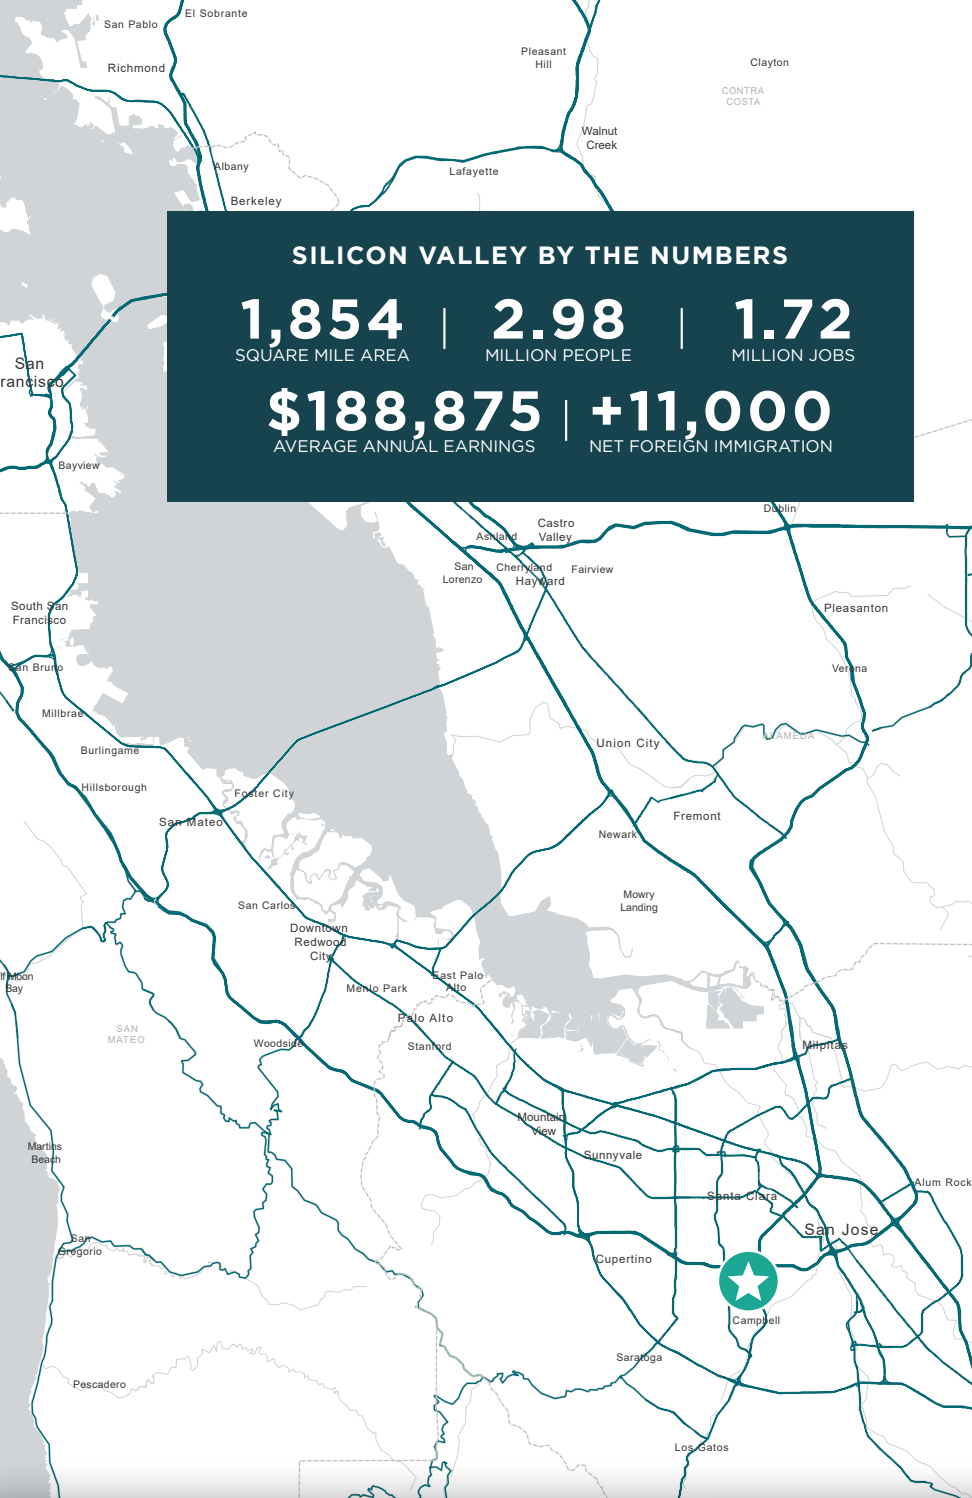 El Sobrante
San Pablo
Pleasant
Hill
Clayton
Richmond
CONTRA
COSTA
Walnut
Creek
Albany
Lafayette
Berkeley
SILICON VALLEY BY THE NUMBERS
1,854 | 2.98 | 1.72
SQUARE MILE AREA MILLION PEOPLE MILLION JOBS
$188,875 | +11,000
AVERAGE ANNUAL EARNINGS NET FOREIGN IMMIGRATION
San
rancisco
Bayview
Dublin
Castro
Valley
Ashland
San
Lorenzo
Cherryland
Fairview
Hayward
South San
Francisco
Pleasanton
San Bruno
Verona
Millbrae
ALAMEDA
Union City
Burlingame
Hillsborough
Foster City
San Mateo
Fremont
Newark
Mowry
Landing
San Carlos
Downtown
Redwood
City
lf Moon
Bay
East Palo
Alto
Menlo Park
Palo Alto
SAN
MATEO
Woodside
Stanford
Milpitas
Mountain
View
Martins
Beach
Sunnyvale
Alum Rock
Santa Clara
San Jose
San
Gregorio
Cupertino
Campbell
Saratoga
Pescadero
Los Gatos